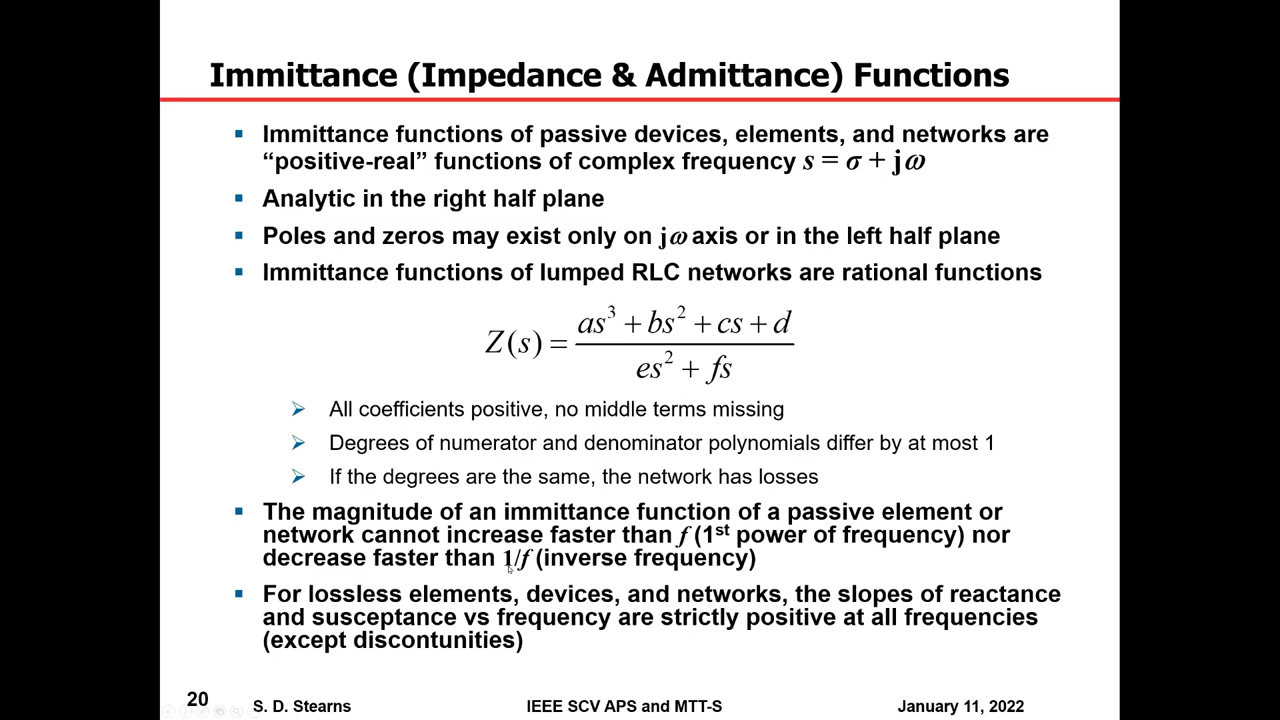 Immittance (Impedance & Admittance) Functions
▪ Immittance functions of passive devices, elements, and networks are
“positive-real” functions of complex frequency s = σ + jω
▪ Analytic in the right half plane
▪ Poles and zeros may exist only on jω axis or in the left half plane
▪ Immittance functions of lumped RLC networks are rational functions
Z(s) = (as³ + bs² + cs + d) / (es² + fs)
➢ All coefficients positive, no middle terms missing
➢ Degrees of numerator and denominator polynomials differ by at most 1
➢ If the degrees are the same, the network has losses
▪ The magnitude of an immittance function of a passive element or
network cannot increase faster than f (1st power of frequency) nor
decrease faster than 1/f (inverse frequency)
▪ For lossless elements, devices, and networks, the slopes of reactance
and susceptance vs frequency are strictly positive at all frequencies
(except discontunities)
20 S. D. Stearns IEEE SCV APS and MTT-S January 11, 2022